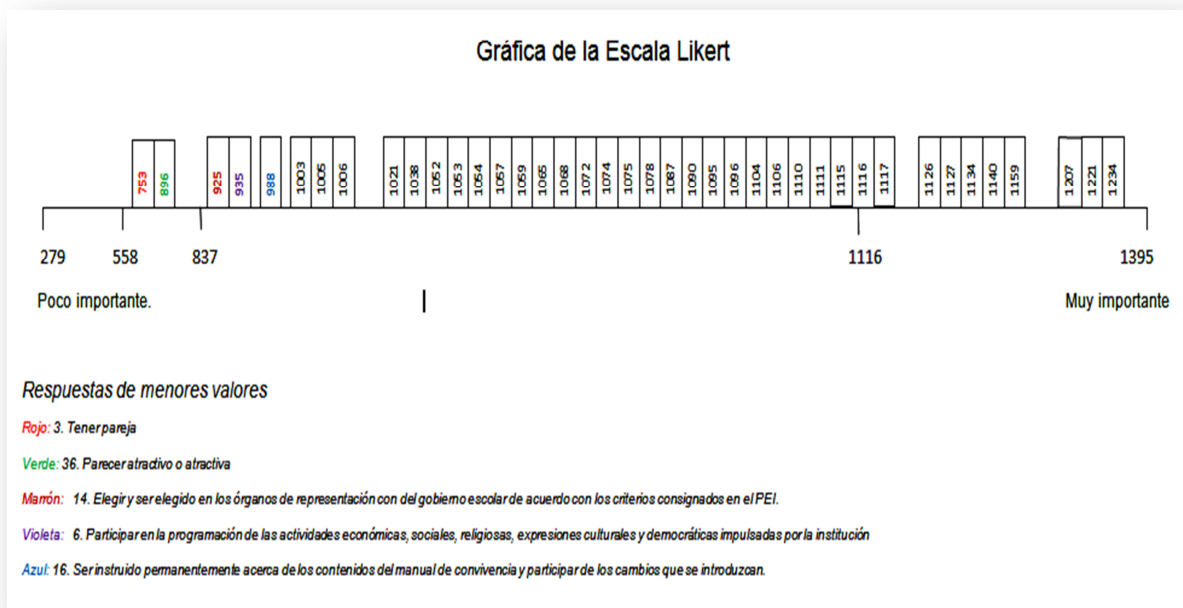 Gráfica de la Escala Likert
753 896 925 935 988 1003 1005 1006 1021 1038 1052 1053 1054 1057 1059 1065 1068 1072 1074 1075 1078 1087 1090 1095 1096 1104 1106 1110 1111 1115 1116 1117 1126 1127 1134 1140 1159 1207 1221 1234
279 558 837 1116 1395
Poco importante. Muy importante
Respuestas de menores valores
Rojo: 3. Tener pareja
Verde: 36. Parecer atractivo o atractiva
Marrón: 14. Elegir y ser elegido en los órganos de representación con del gobierno escolar de acuerdo con los criterios consignados en el PEI.
Violeta: 6. Participar en la programación de las actividades económicas, sociales, religiosas, expresiones culturales y democráticas impulsadas por la institución
Azul: 16. Ser instruido permanentemente acerca de los contenidos del manual de convivencia y participar de los cambios que se introduzcan.